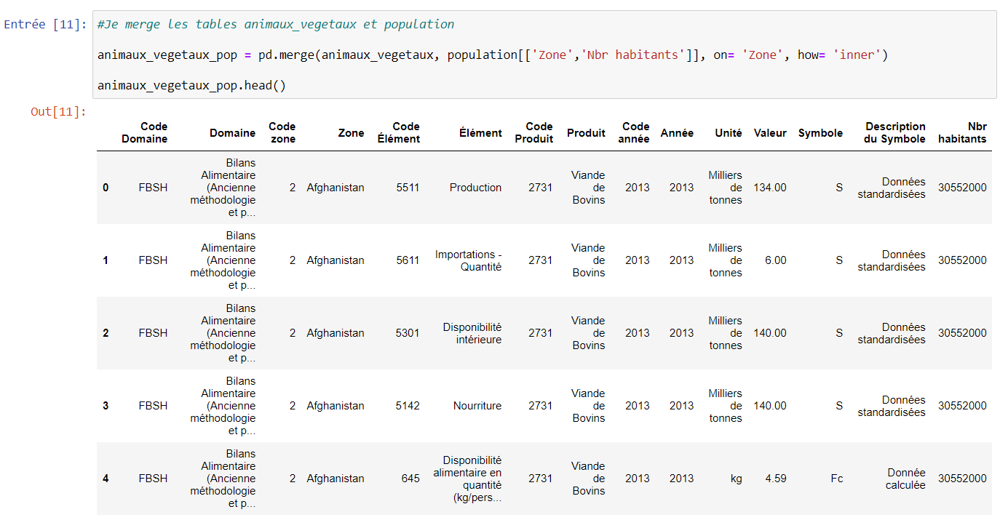 Entrée [11]: #Je merge les tables animaux_vegetaux et population
animaux_vegetaux_pop = pd.merge(animaux_vegetaux, population[['Zone','Nbr habitants']], on= 'Zone', how= 'inner')
animaux_vegetaux_pop.head()
Out[11]:
Code Domaine Domaine Code zone Zone Code Élément Élément Code Produit Produit Code année Année Unité Valeur Symbole Description du Symbole Nbr habitants
0 FBSH Bilans Alimentaire (Ancienne méthodologie et p... 2 Afghanistan 5511 Production 2731 Viande de Bovins 2013 2013 Milliers de tonnes 134.00 S Données standardisées 30552000
1 FBSH Bilans Alimentaire (Ancienne méthodologie et p... 2 Afghanistan 5611 Importations - Quantité 2731 Viande de Bovins 2013 2013 Milliers de tonnes 6.00 S Données standardisées 30552000
2 FBSH Bilans Alimentaire (Ancienne méthodologie et p... 2 Afghanistan 5301 Disponibilité intérieure 2731 Viande de Bovins 2013 2013 Milliers de tonnes 140.00 S Données standardisées 30552000
3 FBSH Bilans Alimentaire (Ancienne méthodologie et p... 2 Afghanistan 5142 Nourriture 2731 Viande de Bovins 2013 2013 Milliers de tonnes 140.00 S Données standardisées 30552000
4 FBSH Bilans Alimentaire (Ancienne méthodologie et p... 2 Afghanistan 645 Disponibilité alimentaire en quantité (kg/pers... 2731 Viande de Bovins 2013 2013 kg 4.59 Fc Donnée calculée 30552000